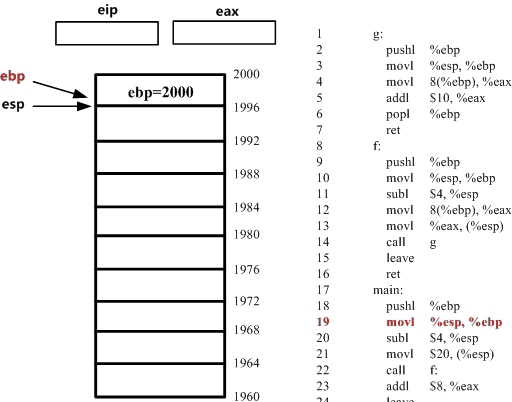 eip eax
ebp
esp
ebp=2000
2000
1996
1992
1988
1984
1980
1976
1972
1968
1964
1960
1 g:
2 pushl %ebp
3 movl %esp, %ebp
4 movl 8(%ebp), %eax
5 addl $10, %eax
6 popl %ebp
7 ret
8 f:
9 pushl %ebp
10 movl %esp, %ebp
11 subl $4, %esp
12 movl 8(%ebp), %eax
13 movl %eax, (%esp)
14 call g
15 leave
16 ret
17 main:
18 pushl %ebp
19 movl %esp, %ebp
20 subl $4, %esp
21 movl $20, (%esp)
22 call f:
23 addl $8, %eax
24 leave